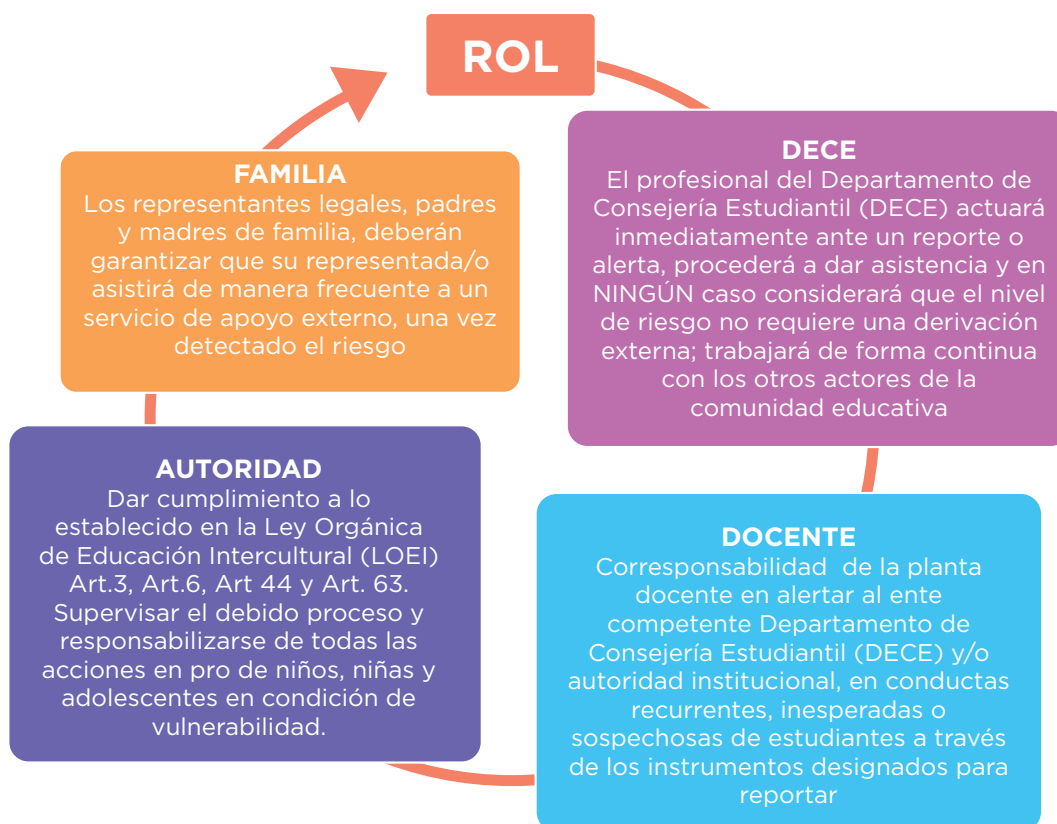 ROL
DECE
El profesional del Departamento de
Consejería Estudiantil (DECE) actuará
inmediatamente ante un reporte o
alerta, procederá a dar asistencia y en
NINGÚN caso considerará que el nivel
de riesgo no requiere una derivación
externa; trabajará de forma continua
con los otros actores de la
comunidad educativa
DOCENTE
Corresponsabilidad de la planta
docente en alertar al ente
competente Departamento de
Consejería Estudiantil (DECE) y/o
autoridad institucional, en conductas
recurrentes, inesperadas o
sospechosas de estudiantes a través
de los instrumentos designados para
reportar
AUTORIDAD
Dar cumplimiento a lo
establecido en la Ley Orgánica
de Educación Intercultural (LOEI)
Art.3, Art.6, Art 44 y Art. 63.
Supervisar el debido proceso y
responsabilizarse de todas las
acciones en pro de niños, niñas y
adolescentes en condición de
vulnerabilidad.
FAMILIA
Los representantes legales, padres
y madres de familia, deberán
garantizar que su representada/o
asistirá de manera frecuente a un
servicio de apoyo externo, una vez
detectado el riesgo